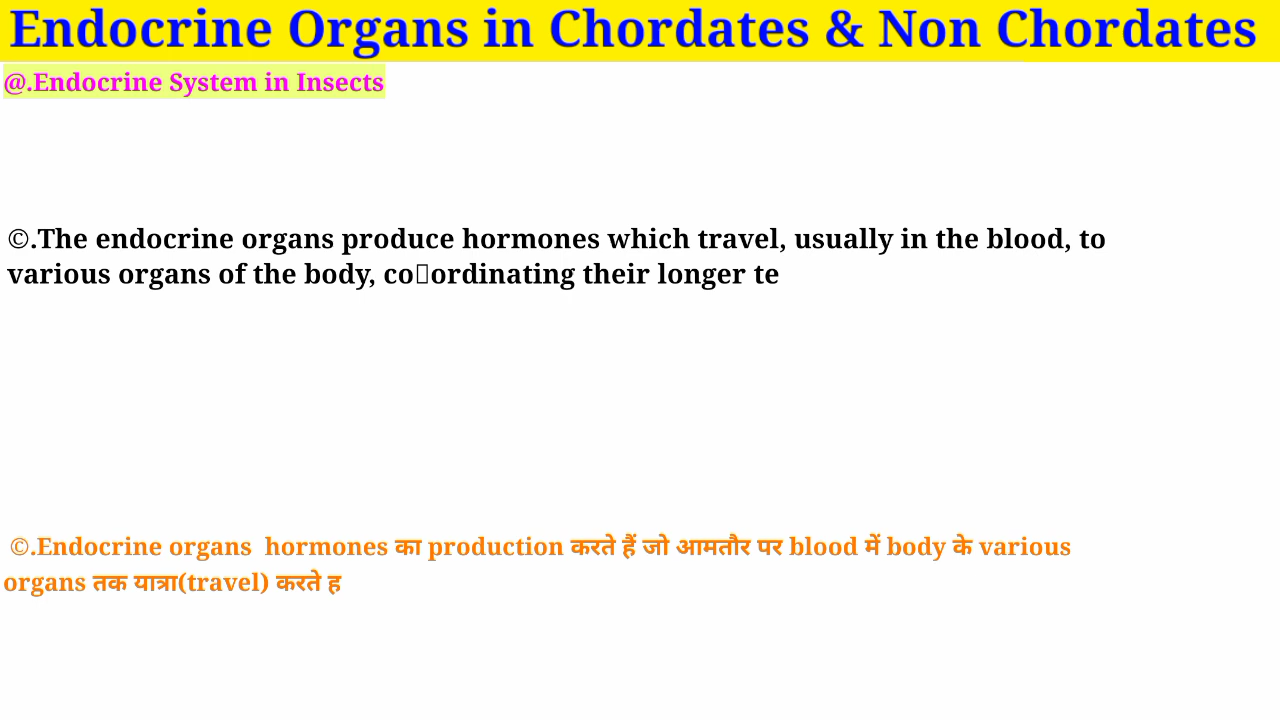 Endocrine Organs in Chordates & Non Chordates
@.Endocrine System in Insects
©.The endocrine organs produce hormones which travel, usually in the blood, to
various organs of the body, co▯ordinating their longer te
©.Endocrine organs  hormones का production करते हैं जो आमतौर पर blood में body के various
organs तक यात्रा(travel) करते ह